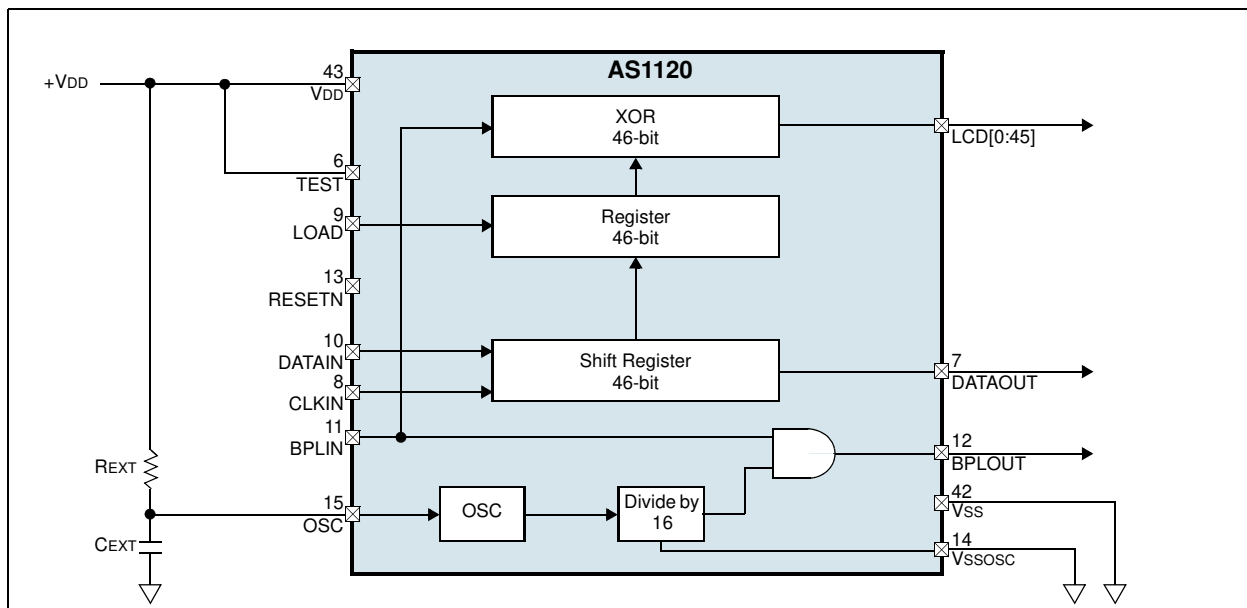 AS1120
+VDD
43
VDD
XOR
46-bit
LCD[0:45]
6
TEST
9
LOAD
Register
46-bit
13
RESETN
10
DATAIN
8
CLKIN
Shift Register
46-bit
7
DATAOUT
11
BPLIN
12
BPLOUT
REXT
15
OSC
OSC
Divide by
16
42
VSS
14
VSSOSC
CEXT